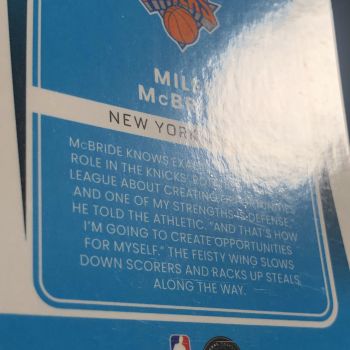 MILE
McBRI
NEW YORK
McBRIDE KNOWS EXA
ROLE IN THE KNICKS'
LEAGUE ABOUT CREATING
AND ONE OF MY STRENGTHS IS DEFENSE,"
HE TOLD THE ATHLETIC. "AND THAT'S HOW
I'M GOING TO CREATE OPPORTUNITIES
FOR MYSELF." THE FEISTY WING SLOWS
DOWN SCORERS AND RACKS UP STEALS
ALONG THE WAY.